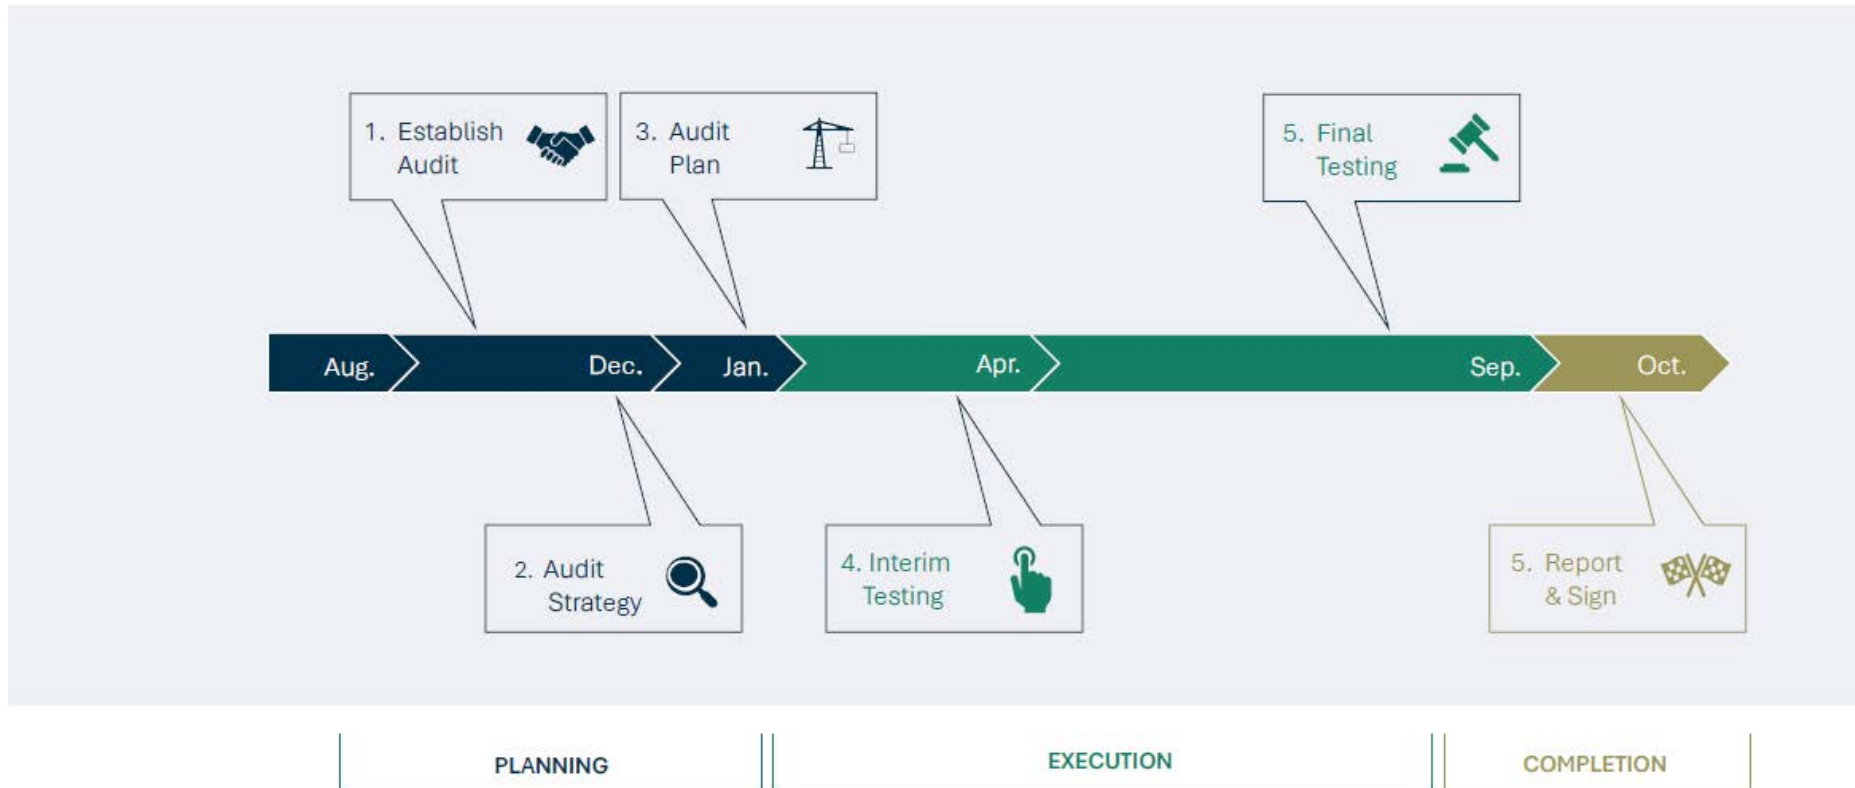 1. Establish
Audit
3. Audit
Plan
5. Final
Testing
Aug.
Dec.
Jan.
Apr.
Sep.
Oct.
2. Audit
Strategy
4. Interim
Testing
5. Report
& Sign
PLANNING
EXECUTION
COMPLETION